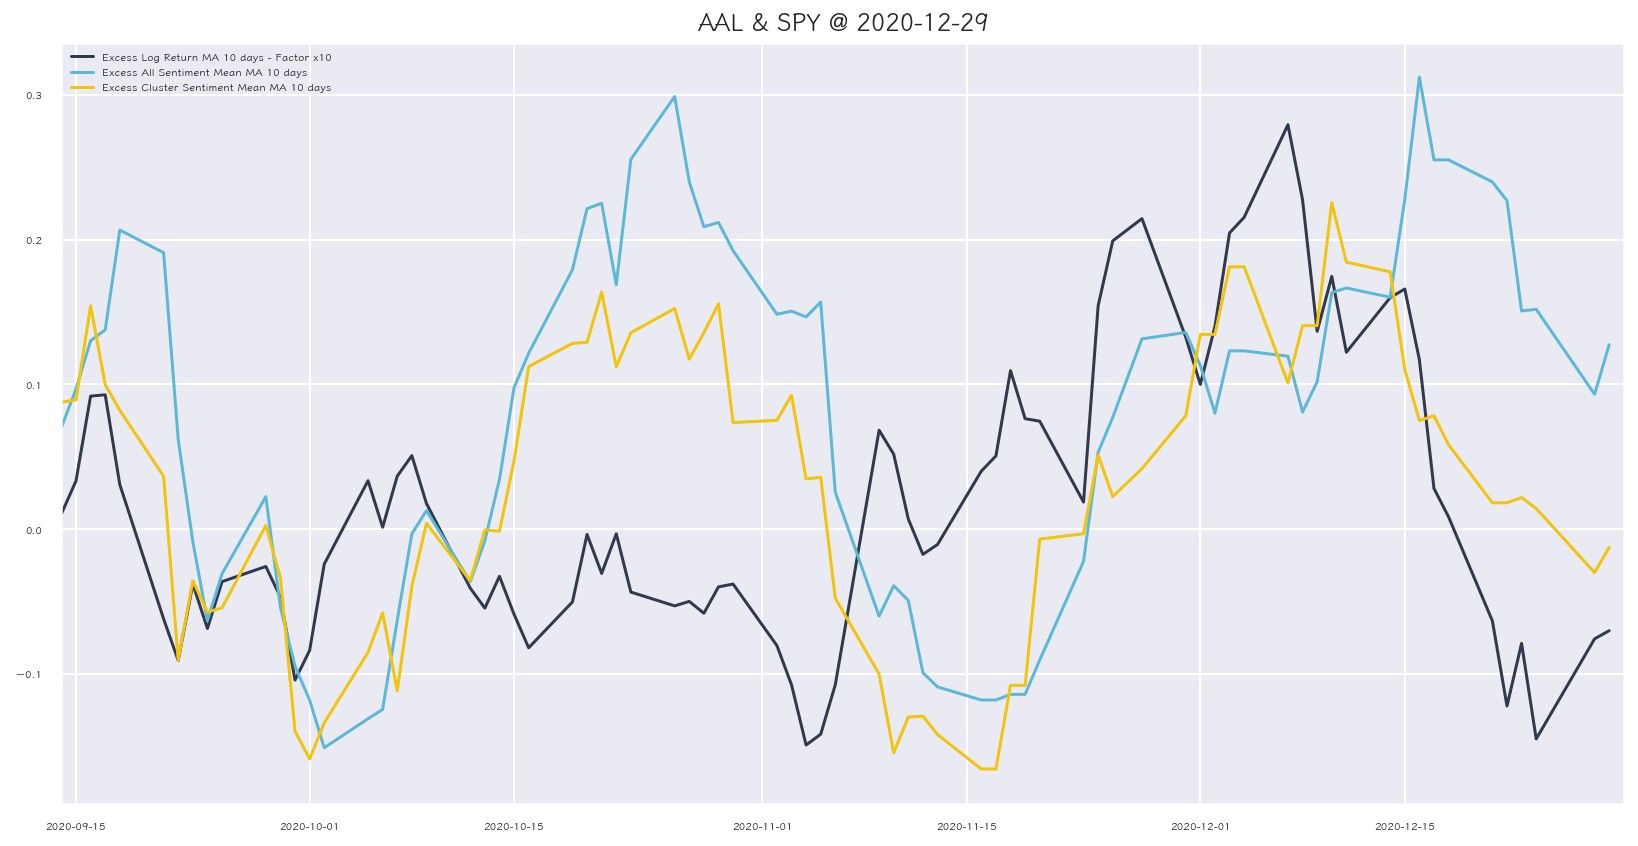 AAL & SPY @ 2020-12-29
Excess Log Return MA 10 days - Factor x10
Excess All Sentiment Mean MA 10 days
Excess Cluster Sentiment Mean MA 10 days
0.3
0.2
0.1
0.0
−0.1
2020-09-15 2020-10-01 2020-10-15 2020-11-01 2020-11-15 2020-12-01 2020-12-15